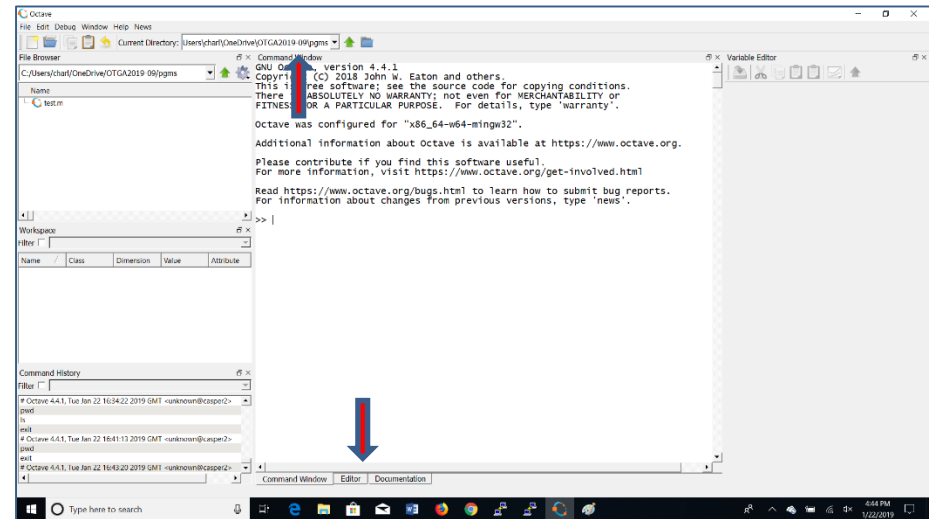 Octave
File Edit Debug Window Help News
Current Directory: Users\charl\OneDrive\OTGA2019-09\pgms
File Browser
C:/Users/charl/OneDrive/OTGA2019-09/pgms
Name
test.m
Workspace
Filter
Name / Class Dimension Value Attribute
Command History
Filter
# Octave 4.4.1, Tue Jan 22 16:34:22 2019 GMT <unknown@casper2>
pwd
ls
exit
# Octave 4.4.1, Tue Jan 22 16:41:13 2019 GMT <unknown@casper2>
pwd
exit
# Octave 4.4.1, Tue Jan 22 16:43:20 2019 GMT <unknown@casper2>
Command Window
GNU version 4.4.1
(C) 2018 John W. Eaton and others.
This is free software; see the source code for copying conditions.
There ABSOLUTELY NO WARRANTY; not even for MERCHANTABILITY or
FITNESS FOR A PARTICULAR PURPOSE. For details, type 'warranty'.
Octave was configured for "x86_64-w64-mingw32".
Additional information about Octave is available at https://www.octave.org.
Please contribute if you find this software useful.
For more information, visit https://www.octave.org/get-involved.html
Read https://www.octave.org/bugs.html to learn how to submit bug reports.
For information about changes from previous versions, type 'news'.
>>
Command Window Editor Documentation
Variable Editor
Type here to search
4:44 PM
1/22/2019